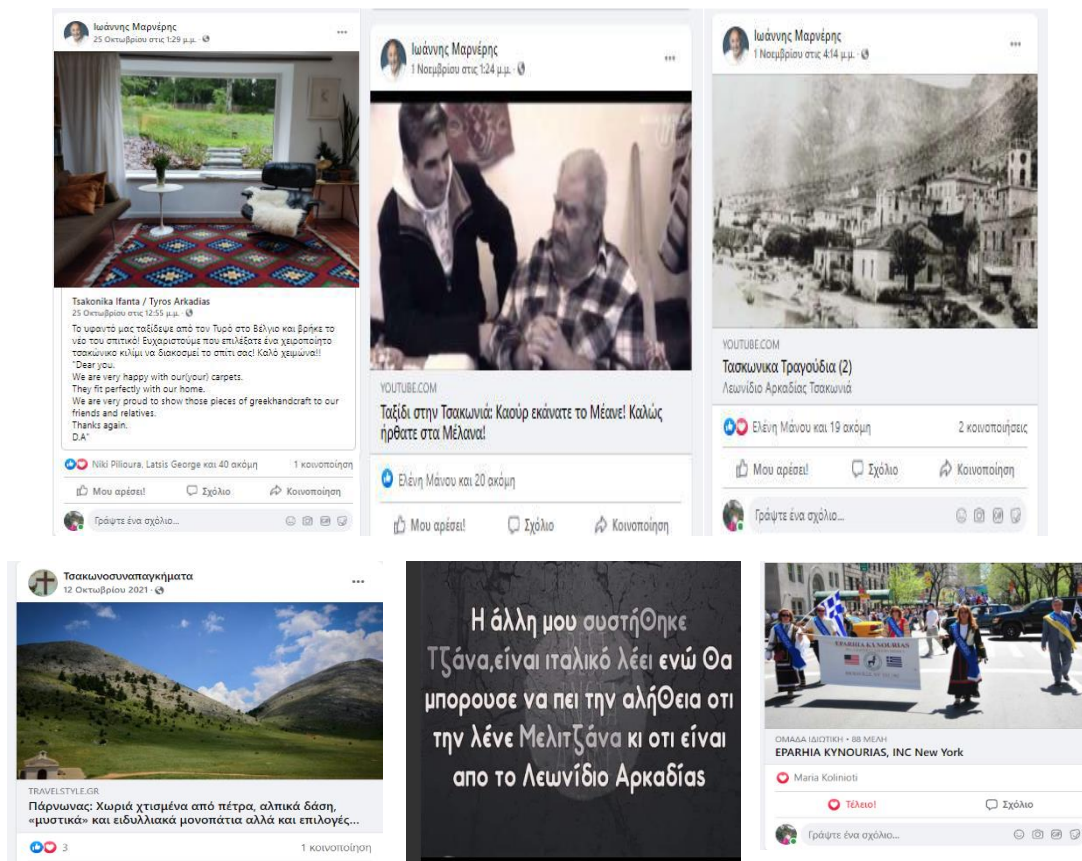 Ιωάννης Μαρνέρης
25 Οκτωβρίου στις 1:29 μ.μ. ·
Tsakonika Ifanta / Tyros Arkadias
25 Οκτωβρίου στις 12:55 μ.μ. ·
Το υφαντό μας ταξίδεψε από τον Τυρό στο Βέλγιο και βρήκε το
νέο του σπιτικό! Ευχαριστούμε που επιλέξατε ένα χειροποίητο
τσακώνικο κιλίμι να διακοσμεί το σπίτι σας! Καλό χειμώνα!!
"Dear you.
We are very happy with our(your) carpets.
They fit perfectly with our home.
We are very proud to show those pieces of greekhandcraft to our
friends and relatives.
Thanks again.
D.A"
Niki Pilioura, Latsis George και 40 ακόμη 1 κοινοποίηση
Μου αρέσει! Σχόλιο Κοινοποίηση
Γράψτε ένα σχόλιο...
Ιωάννης Μαρνέρης
1 Νοεμβρίου στις 1:24 μ.μ. ·
YOUTUBE.COM
Ταξίδι στην Τσακωνιά: Καούρ εκάνατε το Μέανε! Καλώς
ήρθατε στα Μέλανα!
Ελένη Μάνου και 20 ακόμη
Μου αρέσει! Σχόλιο Κοινοποίηση
Ιωάννης Μαρνέρης
1 Νοεμβρίου στις 4:14 μ.μ. ·
YOUTUBE.COM
Τασκωνικα Τραγούδια (2)
Λεωνίδιο Αρκαδίας Τσακωνιά
Ελένη Μάνου και 19 ακόμη 2 κοινοποιήσεις
Μου αρέσει! Σχόλιο Κοινοποίηση
Γράψτε ένα σχόλιο...
Τσακωνοσυναπαγκήματα
12 Οκτωβρίου 2021 ·
TRAVELSTYLE.GR
Πάρνωνας: Χωριά χτισμένα από πέτρα, αλπικά δάση,
«μυστικά» και ειδυλλιακά μονοπάτια αλλά και επιλογές...
3 1 κοινοποίηση
Η άλλη μου συστήθηκε
Τζάνα,είναι ιταλικό λέει ενώ θα
μπορουσε να πει την αλήθεια οτι
την λένε Μελιτζάνα κι οτι είναι
απο το Λεωνίδιο Αρκαδίας
EPARHIA KYNOURIAS
ΟΜΑΔΑ ΙΔΙΩΤΙΚΗ · 88 ΜΕΛΗ
EPARHIA KYNOURIAS, INC New York
Maria Kolinioti
Τέλειο! Σχόλιο
Γράψτε ένα σχόλιο...